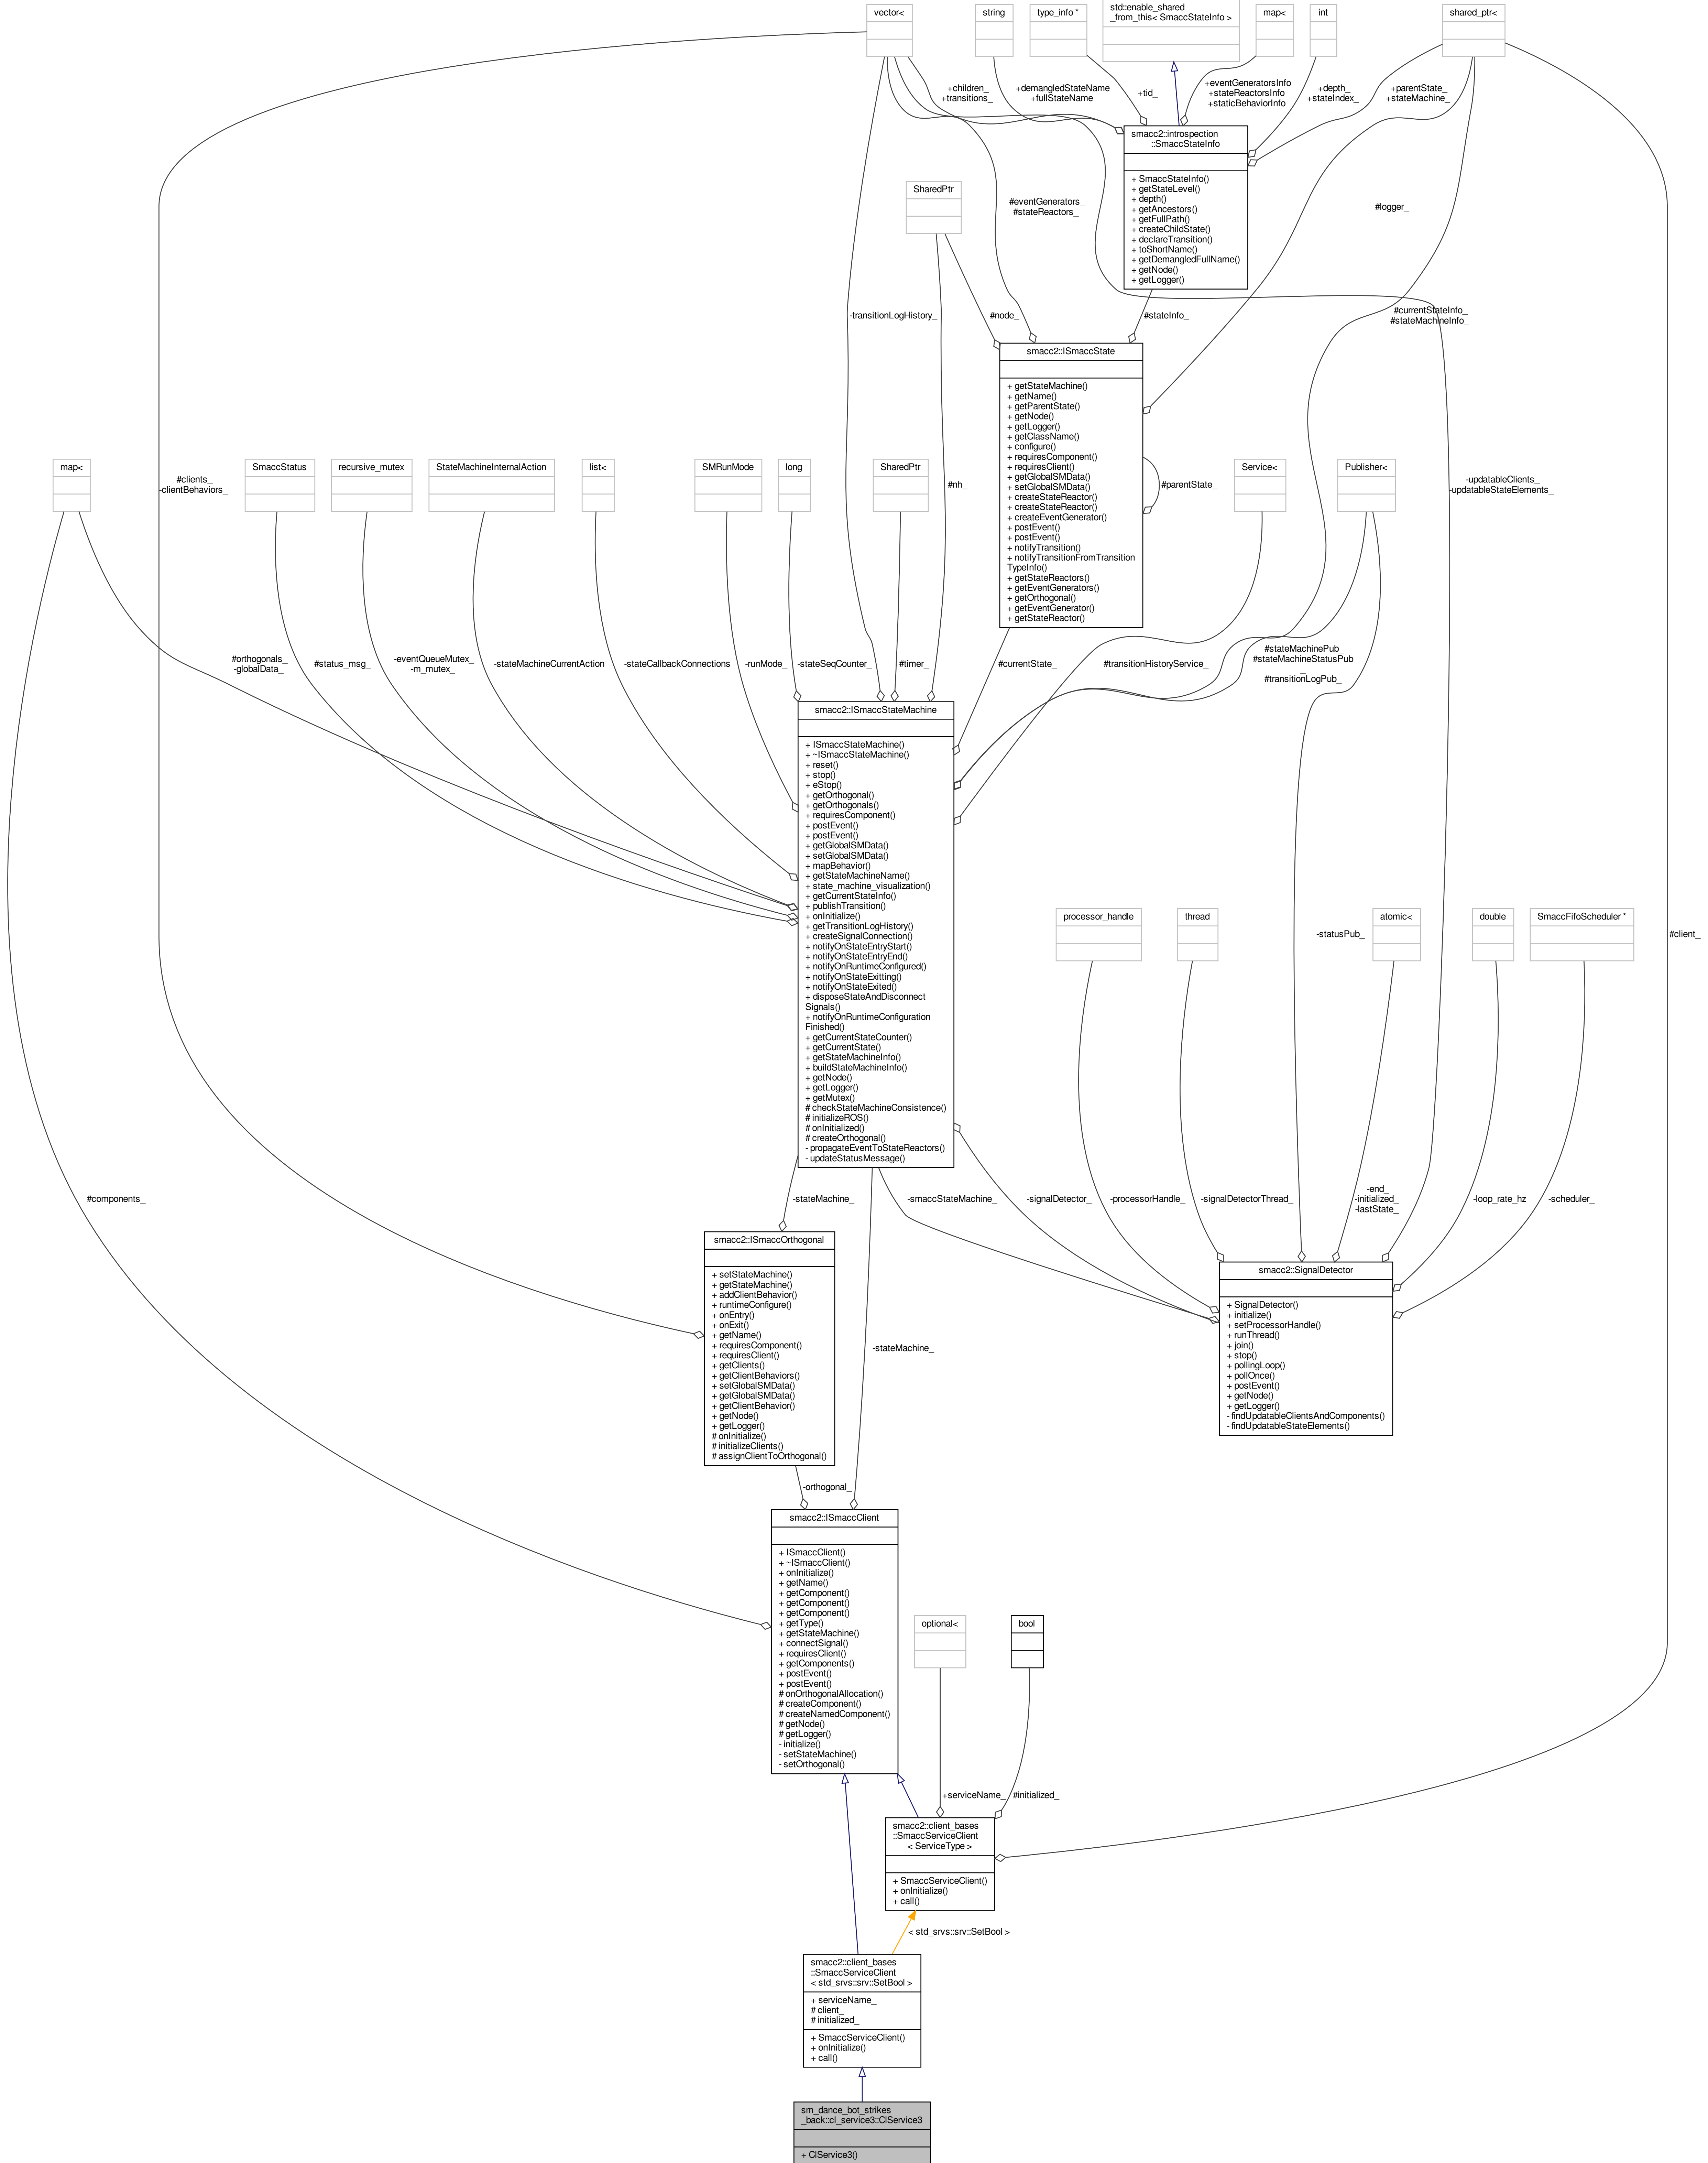 vector<
string
type_info *
std::enable_shared
_from_this< SmaccStateInfo >
map<
int
shared_ptr<
+children_
+transitions_
+demangledStateName
+fullStateName
+tid_
+eventGeneratorsInfo
+stateReactorsInfo
+staticBehaviorInfo
+depth_
+stateIndex_
+parentState_
+stateMachine_
smacc2::introspection
::SmaccStateInfo
+ SmaccStateInfo()
+ getStateLevel()
+ depth()
+ getAncestors()
+ getFullPath()
+ createChildState()
+ declareTransition()
+ toShortName()
+ getDemangledFullName()
+ getNode()
+ getLogger()
SharedPtr
#eventGenerators_
#stateReactors_
#logger_
-transitionLogHistory_
#node_
#stateInfo_
#currentStateInfo_
#stateMachineInfo_
smacc2::ISmaccState
+ getStateMachine()
+ getName()
+ getParentState()
+ getNode()
+ getLogger()
+ getClassName()
+ configure()
+ requiresComponent()
+ requiresClient()
+ getGlobalSMData()
+ setGlobalSMData()
+ createStateReactor()
+ createStateReactor()
+ createEventGenerator()
+ postEvent()
+ postEvent()
+ notifyTransition()
+ notifyTransitionFromTransition
TypeInfo()
+ getStateReactors()
+ getEventGenerators()
+ getOrthogonal()
+ getEventGenerator()
+ getStateReactor()
#parentState_
map<
SmaccStatus
recursive_mutex
StateMachineInternalAction
list<
SMRunMode
long
SharedPtr
Service<
Publisher<
#clients_
-clientBehaviors_
#nh_
-updatableClients_
-updatableStateElements_
#orthogonals_
-globalData_
#status_msg_
-eventQueueMutex_
-m_mutex_
-stateMachineCurrentAction
-stateCallbackConnections
-runMode_
-stateSeqCounter_
#timer_
#currentState_
#transitionHistoryService_
#stateMachinePub_
#stateMachineStatusPub
_
#transitionLogPub_
smacc2::ISmaccStateMachine
+ ISmaccStateMachine()
+ ~ISmaccStateMachine()
+ reset()
+ stop()
+ eStop()
+ getOrthogonal()
+ getOrthogonals()
+ requiresComponent()
+ postEvent()
+ postEvent()
+ getGlobalSMData()
+ setGlobalSMData()
+ mapBehavior()
+ getStateMachineName()
+ state_machine_visualization()
+ getCurrentStateInfo()
+ publishTransition()
+ onInitialize()
+ getTransitionLogHistory()
+ createSignalConnection()
+ notifyOnStateEntryStart()
+ notifyOnStateEntryEnd()
+ notifyOnRuntimeConfigured()
+ notifyOnStateExitting()
+ notifyOnStateExited()
+ disposeStateAndDisconnect
Signals()
+ notifyOnRuntimeConfiguration
Finished()
+ getCurrentStateCounter()
+ getCurrentState()
+ getStateMachineInfo()
+ buildStateMachineInfo()
+ getNode()
+ getLogger()
+ getMutex()
# checkStateMachineConsistence()
# initializeROS()
# onInitialized()
# createOrthogonal()
- propagateEventToStateReactors()
- updateStatusMessage()
processor_handle
thread
-statusPub_
atomic<
double
SmaccFifoScheduler *
#client_
#components_
-stateMachine_
-smaccStateMachine_
-signalDetector_
-processorHandle_
-signalDetectorThread_
-end_
-initialized_
-lastState_
-loop_rate_hz
-scheduler_
smacc2::ISmaccOrthogonal
+ setStateMachine()
+ getStateMachine()
+ addClientBehavior()
+ runtimeConfigure()
+ onEntry()
+ onExit()
+ getName()
+ requiresComponent()
+ requiresClient()
+ getClients()
+ getClientBehaviors()
+ setGlobalSMData()
+ getGlobalSMData()
+ getClientBehavior()
+ getNode()
+ getLogger()
# onInitialize()
# initializeClients()
# assignClientToOrthogonal()
-stateMachine_
smacc2::SignalDetector
+ SignalDetector()
+ initialize()
+ setProcessorHandle()
+ runThread()
+ join()
+ stop()
+ pollingLoop()
+ pollOnce()
+ postEvent()
+ getNode()
+ getLogger()
- findUpdatableClientsAndComponents()
- findUpdatableStateElements()
-orthogonal_
smacc2::ISmaccClient
+ ISmaccClient()
+ ~ISmaccClient()
+ onInitialize()
+ getName()
+ getComponent()
+ getComponent()
+ getComponent()
+ getType()
+ getStateMachine()
+ connectSignal()
+ requiresClient()
+ getComponents()
+ postEvent()
+ postEvent()
# onOrthogonalAllocation()
# createComponent()
# createNamedComponent()
# getNode()
# getLogger()
- initialize()
- setStateMachine()
- setOrthogonal()
optional<
bool
+serviceName_
#initialized_
smacc2::client_bases
::SmaccServiceClient
< ServiceType >
+ SmaccServiceClient()
+ onInitialize()
+ call()
< std_srvs::srv::SetBool >
smacc2::client_bases
::SmaccServiceClient
< std_srvs::srv::SetBool >
+ serviceName_
# client_
# initialized_
+ SmaccServiceClient()
+ onInitialize()
+ call()
sm_dance_bot_strikes
_back::cl_service3::ClService3
+ ClService3()